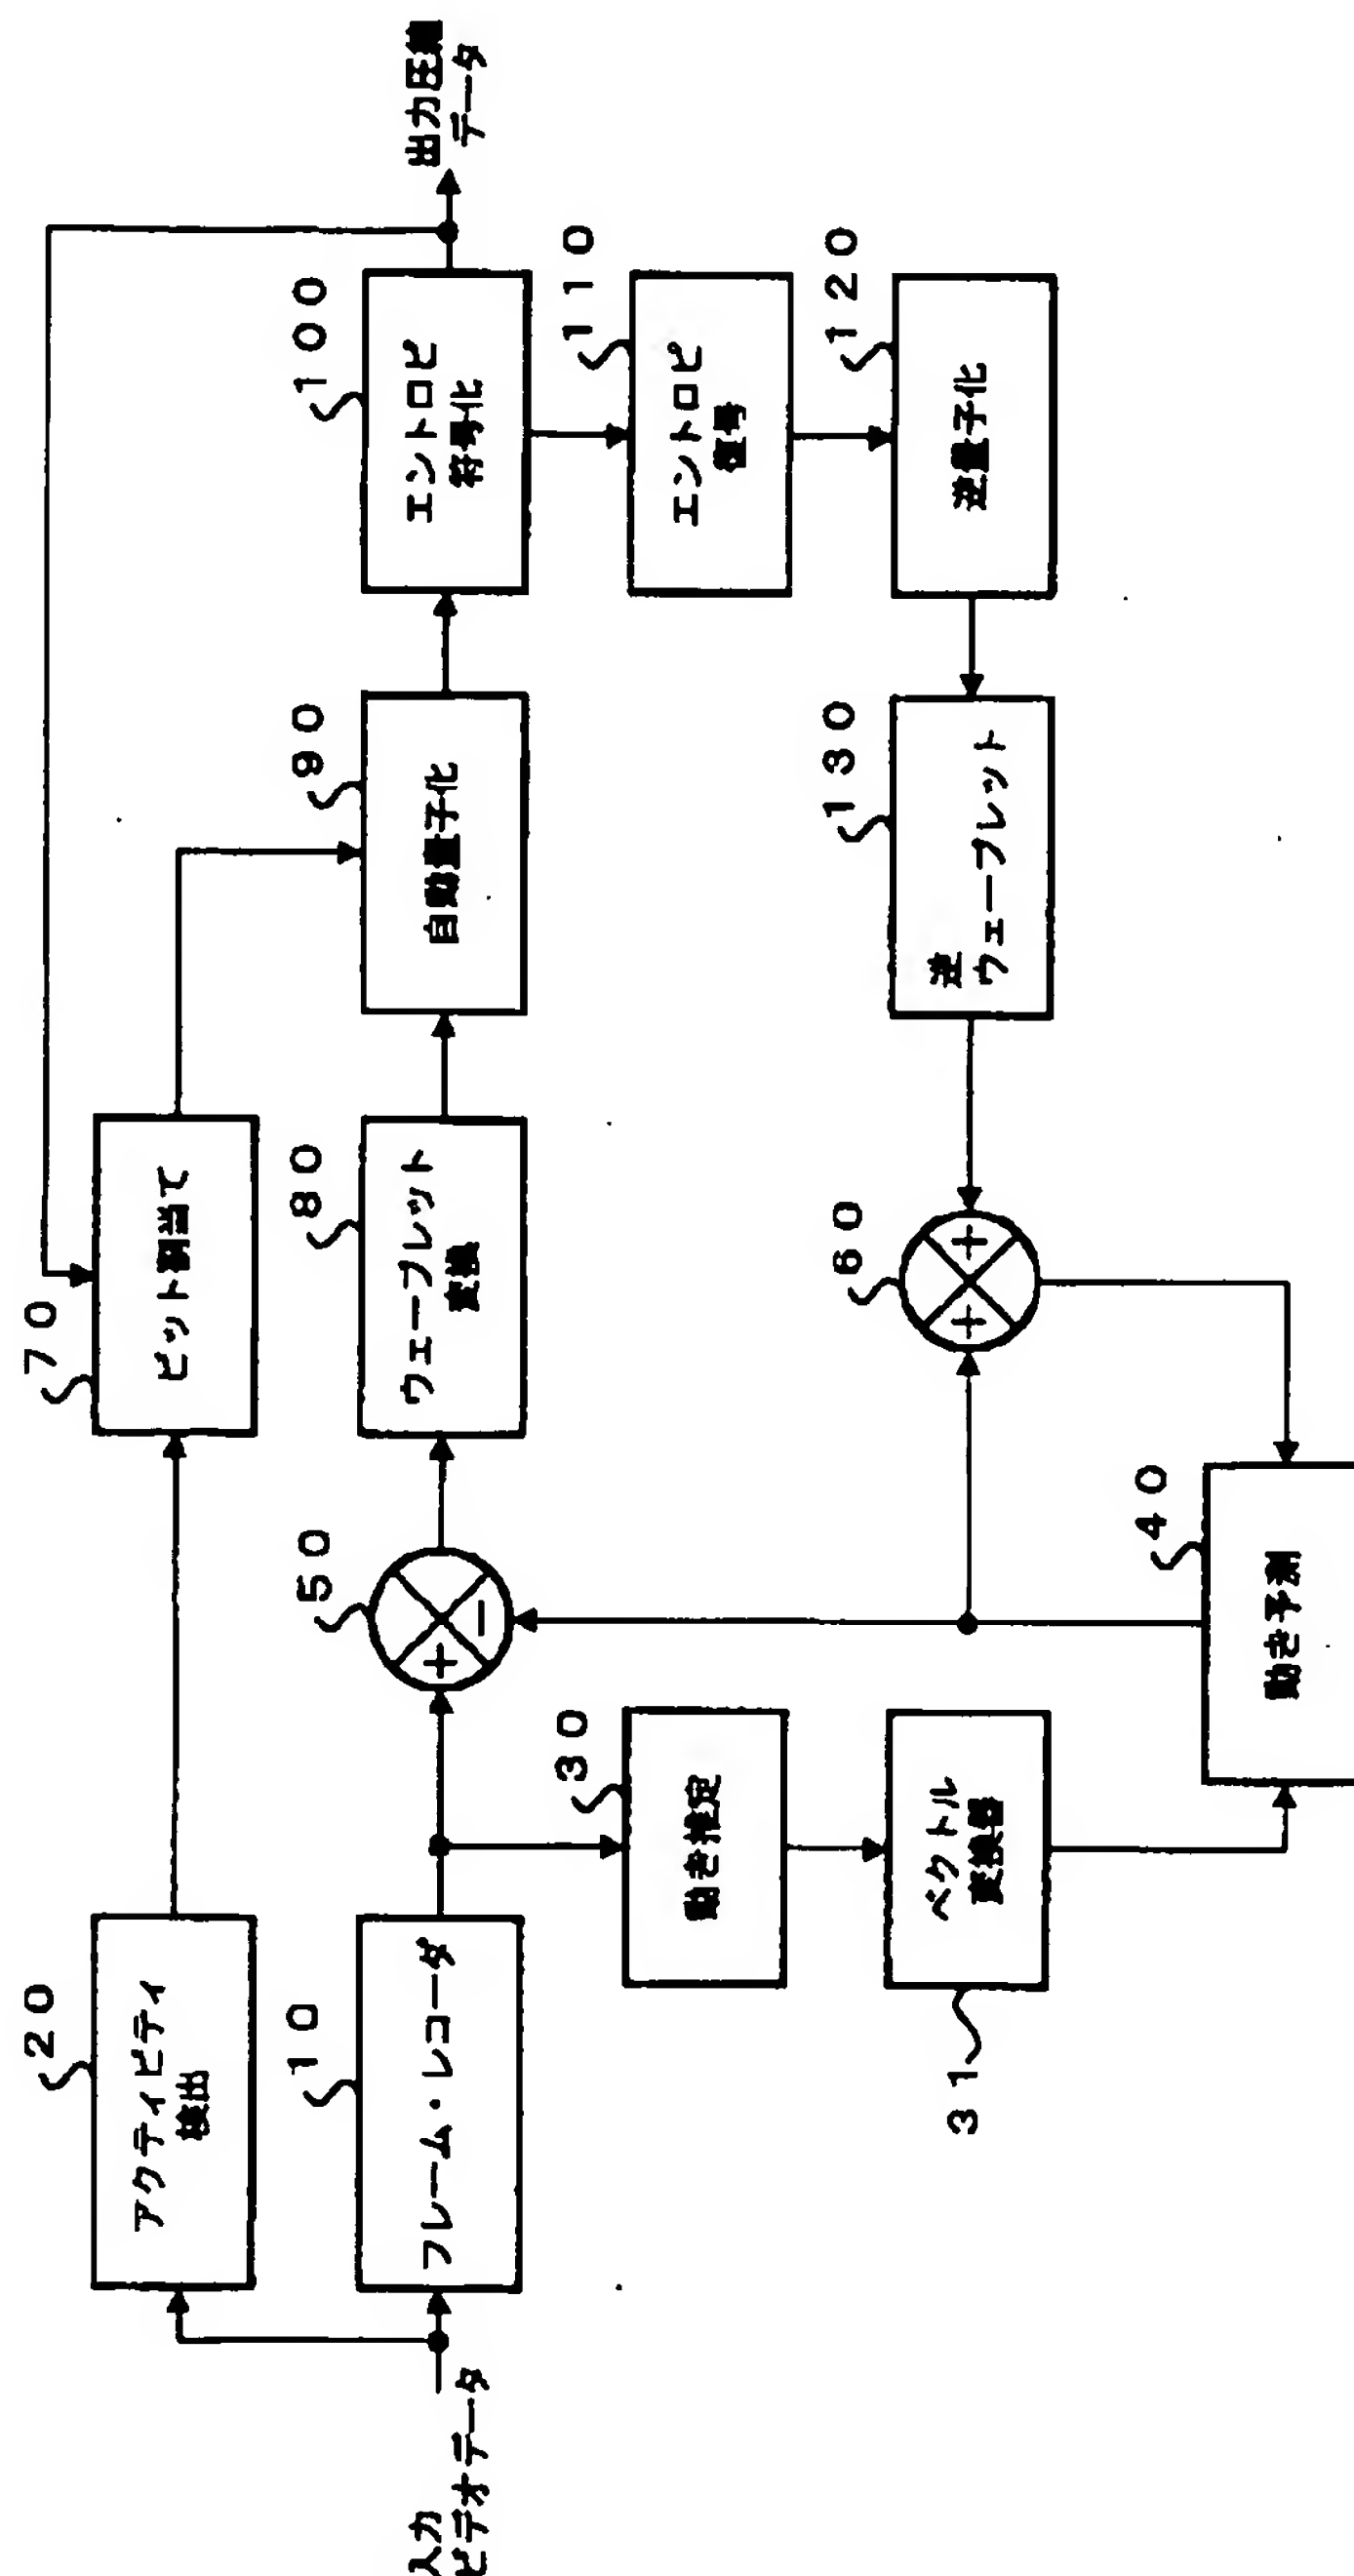 入力
ビデオデータ
20
アクティビティ
検出
10
フレーム・レコーダ
30
動き推定
31
ベクトル
変換器
40
動き予測
50
+
−
60
+
+
70
ビット割当て
80
ウェーブレット
変換
90
自動量子化
100
エントロピ
符号化
110
エントロピ
復号
120
逆量子化
130
逆
ウェーブレット
出力圧縮
データ